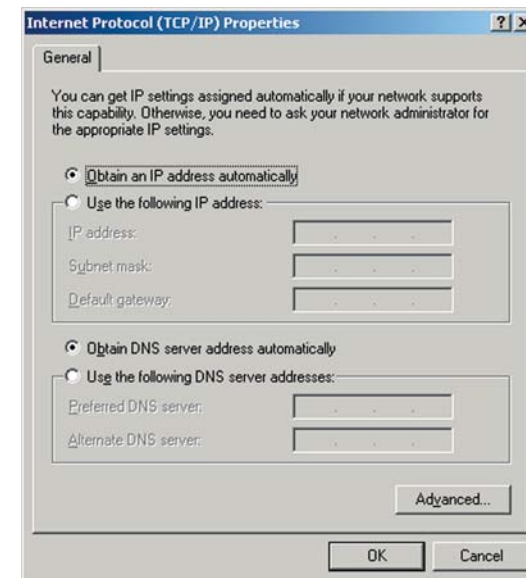 Internet Protocol (TCP/IP) Properties
General
You can get IP settings assigned automatically if your network supports
this capability. Otherwise, you need to ask your network administrator for
the appropriate IP settings.
Obtain an IP address automatically
Use the following IP address:
IP address:
Subnet mask:
Default gateway:
Obtain DNS server address automatically
Use the following DNS server addresses:
Preferred DNS server:
Alternate DNS server:
Advanced...
OK Cancel